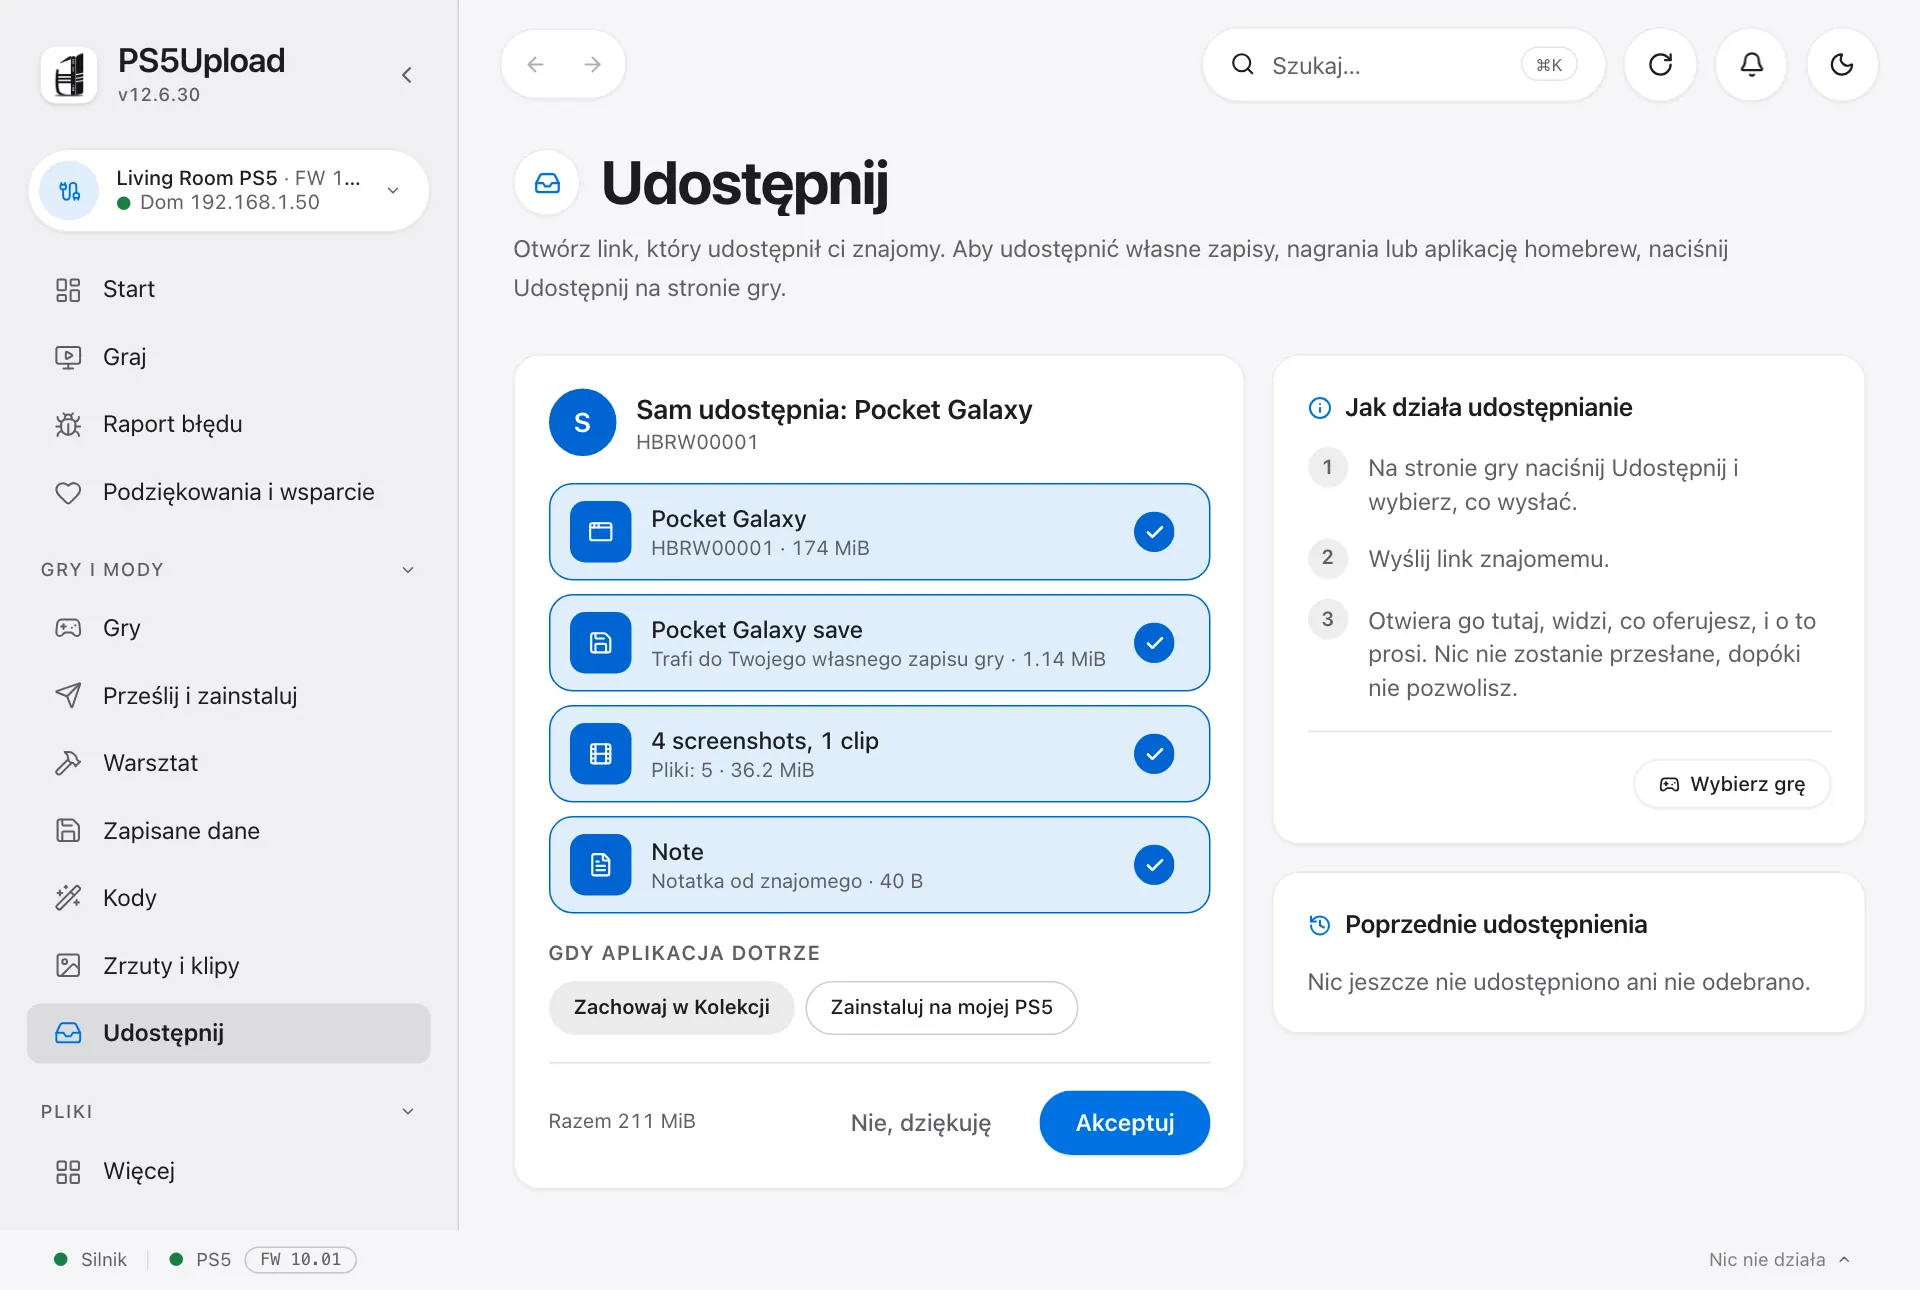 PS5Upload
v12.6.30
Living Room PS5 · FW 1...
Dom 192.168.1.50
Start
Graj
Raport błędu
Podziękowania i wsparcie
GRY I MODY
Gry
Prześlij i zainstaluj
Warsztat
Zapisane dane
Kody
Zrzuty i klipy
Udostępnij
PLIKI
Więcej
Szukaj...
⌘K
Udostępnij
Otwórz link, który udostępnił ci znajomy. Aby udostępnić własne zapisy, nagrania lub aplikację homebrew, naciśnij
Udostępnij na stronie gry.
S
Sam udostępnia: Pocket Galaxy
HBRW00001
Pocket Galaxy
HBRW00001 · 174 MiB
Pocket Galaxy save
Trafi do Twojego własnego zapisu gry · 1.14 MiB
4 screenshots, 1 clip
Pliki: 5 · 36.2 MiB
Note
Notatka od znajomego · 40 B
GDY APLIKACJA DOTRZE
Zachowaj w Kolekcji
Zainstaluj na mojej PS5
Razem 211 MiB
Nie, dziękuję
Akceptuj
Jak działa udostępnianie
1
Na stronie gry naciśnij Udostępnij i
wybierz, co wysłać.
2
Wyślij link znajomemu.
3
Otwiera go tutaj, widzi, co oferujesz, i o to
prosi. Nic nie zostanie przesłane, dopóki
nie pozwolisz.
Wybierz grę
Poprzednie udostępnienia
Nic jeszcze nie udostępniono ani nie odebrano.
Silnik
PS5
FW 10.01
Nic nie działa